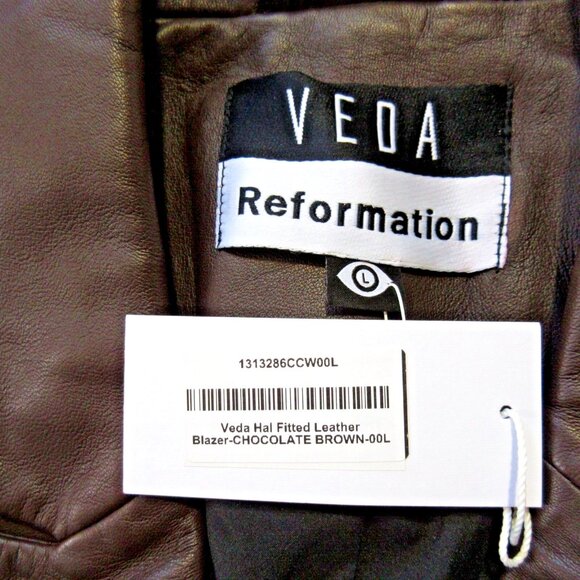 VEDA
Reformation
L
1313286CCW00L
Veda Hal Fitted Leather
Blazer-CHOCOLATE BROWN-00L